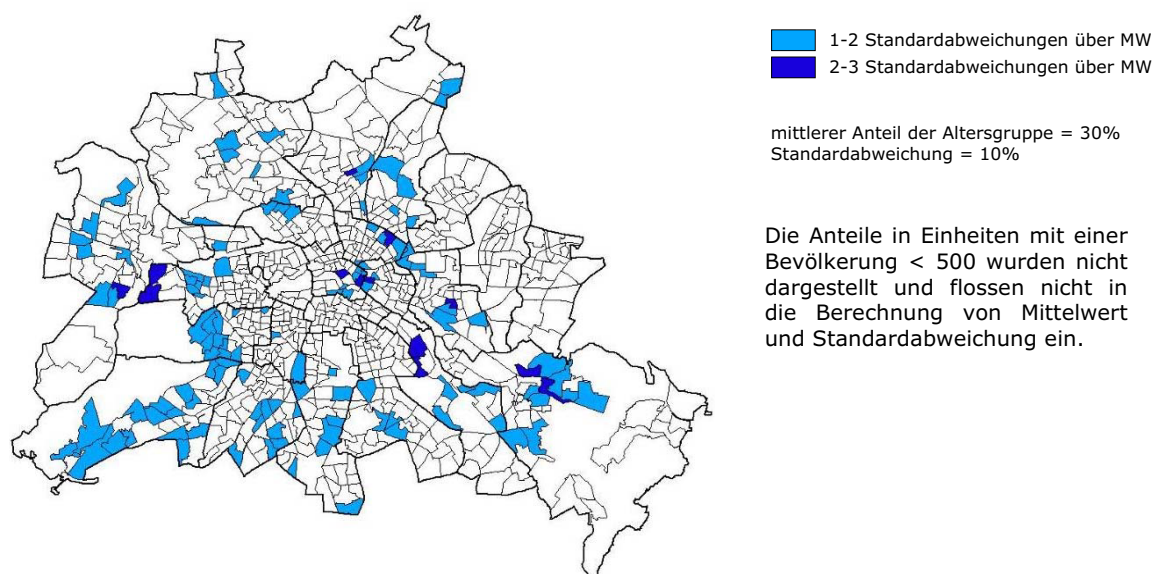 1-2 Standardabweichungen über MW
2-3 Standardabweichungen über MW
mittlerer Anteil der Altersgruppe = 30%
Standardabweichung = 10%
Die Anteile in Einheiten mit einer
Bevölkerung < 500 wurden nicht
dargestellt und flossen nicht in
die Berechnung von Mittelwert
und Standardabweichung ein.